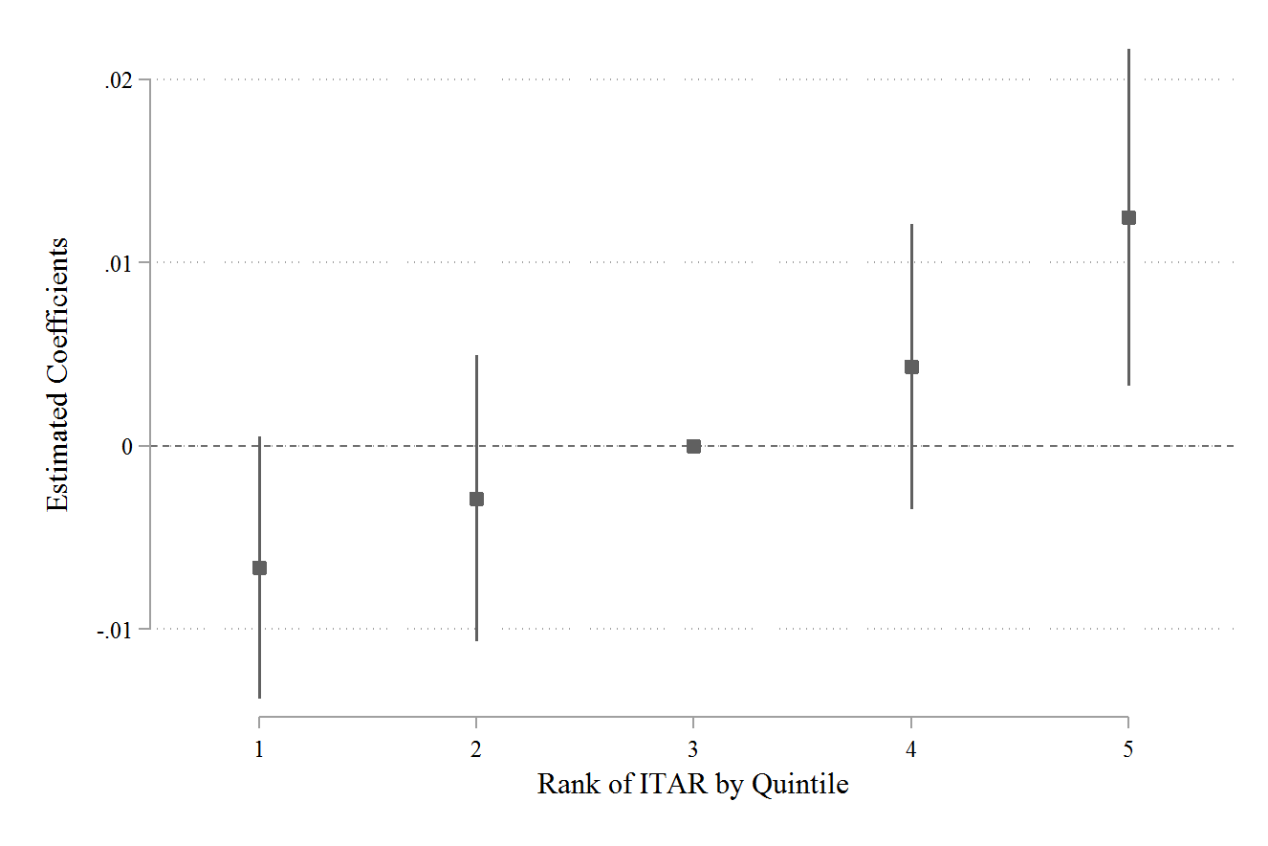 .02
.01
0
-.01
Estimated Coefficients
1 2 3 4 5
Rank of ITAR by Quintile